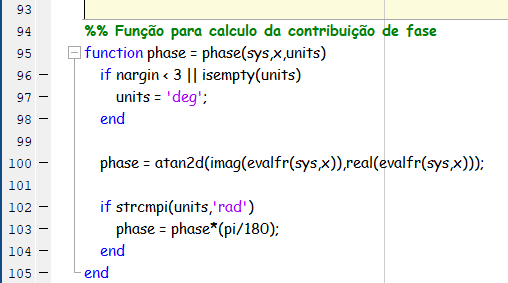 93
94 %% Função para calculo da contribuição de fase
95 function phase = phase(sys,x,units)
96 if nargin < 3 || isempty(units)
97 units = 'deg';
98 end
99
100 phase = atan2d(imag(evalfr(sys,x)),real(evalfr(sys,x)));
101
102 if strcmpi(units,'rad')
103 phase = phase*(pi/180);
104 end
105 end